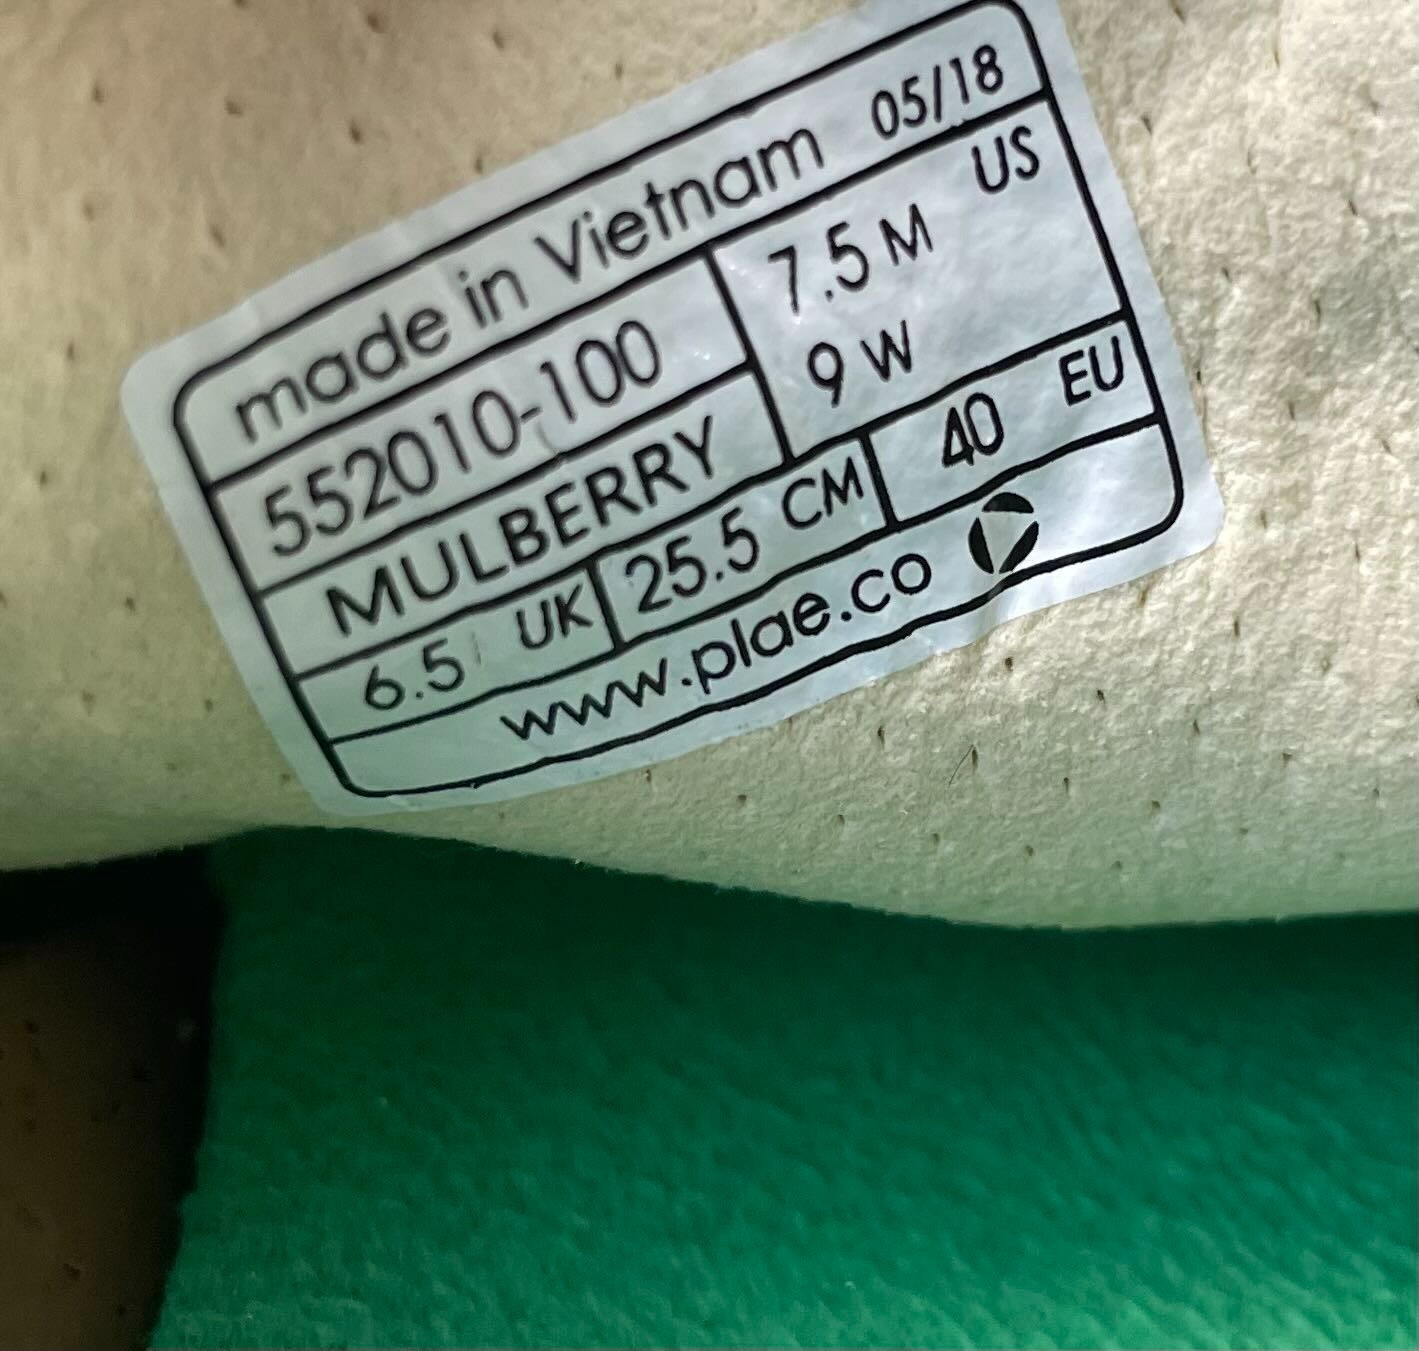 made in Vietnam 05/18
552010-100
MULBERRY
7.5 M US
9 W
6.5 UK
25.5 CM
40 EU
www.plae.co